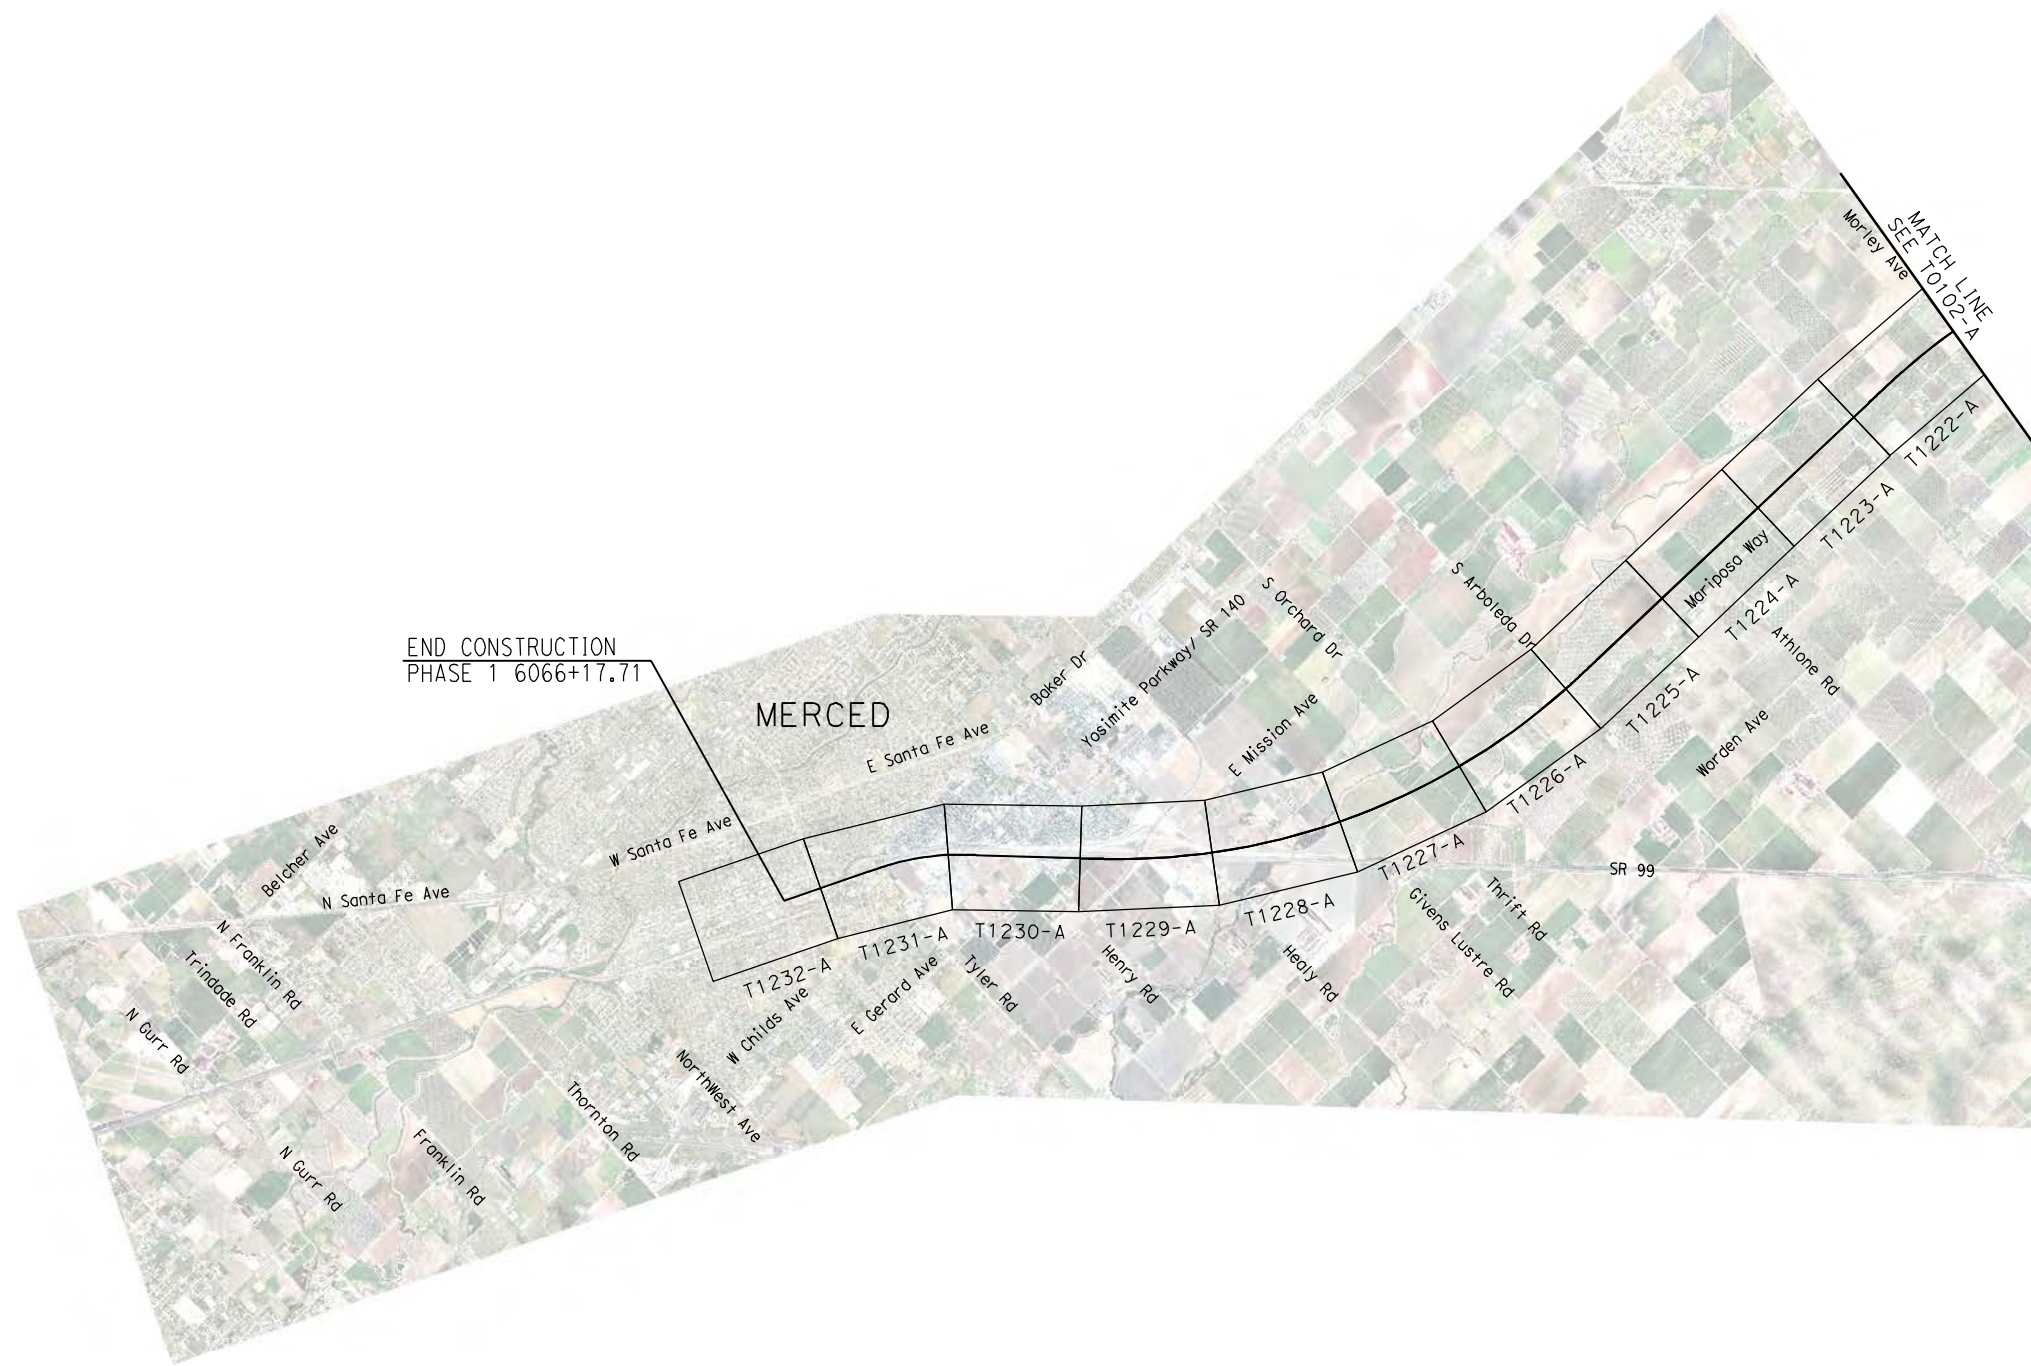 Morley Ave
MATCH LINE
SEE T0102-A
T1222-A
T1223-A
Mariposa Way
T1224-A
Athlone Rd
S Arboleda Dr
S Orchard Dr
Yosimite Parkway/ SR 140
Baker Dr
END CONSTRUCTION
PHASE 1 6066+17.71
MERCED
E Santa Fe Ave
E Mission Ave
T1225-A
Worden Ave
T1226-A
W Santa Fe Ave
Belcher Ave
N Santa Fe Ave
T1227-A
SR 99
T1228-A
Givens Lustre Rd
Thrift Rd
T1229-A
T1230-A
T1231-A
T1232-A
N Franklin Rd
Trindade Rd
N Gurr Rd
W Childs Ave
E Gerard Ave
Tyler Rd
Henry Rd
Healy Rd
NorthWest Ave
Thornton Rd
Franklin Rd
N Gurr Rd